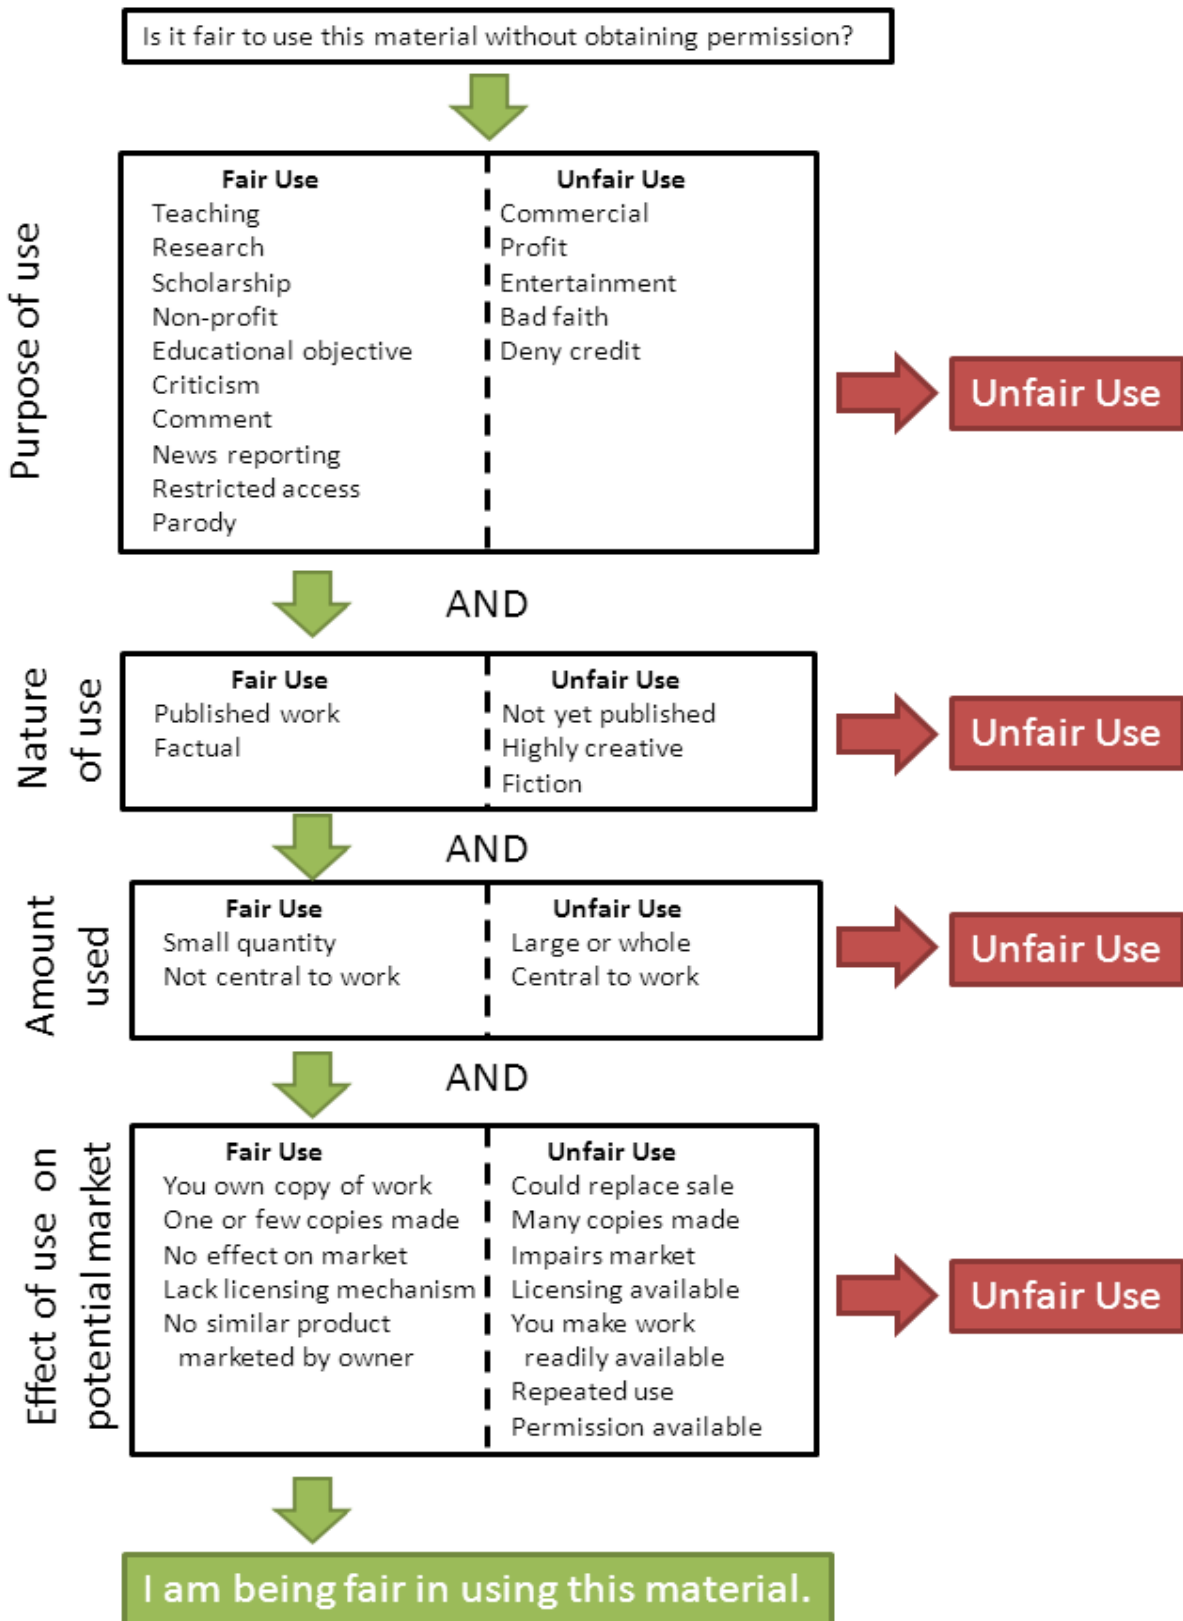 Is it fair to use this material without obtaining permission?
Purpose of use
Fair Use
Teaching
Research
Scholarship
Non-profit
Educational objective
Criticism
Comment
News reporting
Restricted access
Parody
Unfair Use
Commercial
Profit
Entertainment
Bad faith
Deny credit
Unfair Use
AND
Nature
of use
Fair Use
Published work
Factual
Unfair Use
Not yet published
Highly creative
Fiction
Unfair Use
AND
Amount
used
Fair Use
Small quantity
Not central to work
Unfair Use
Large or whole
Central to work
Unfair Use
AND
Effect of use on
potential market
Fair Use
You own copy of work
One or few copies made
No effect on market
Lack licensing mechanism
No similar product
marketed by owner
Unfair Use
Could replace sale
Many copies made
Impairs market
Licensing available
You make work
readily available
Repeated use
Permission available
Unfair Use
I am being fair in using this material.